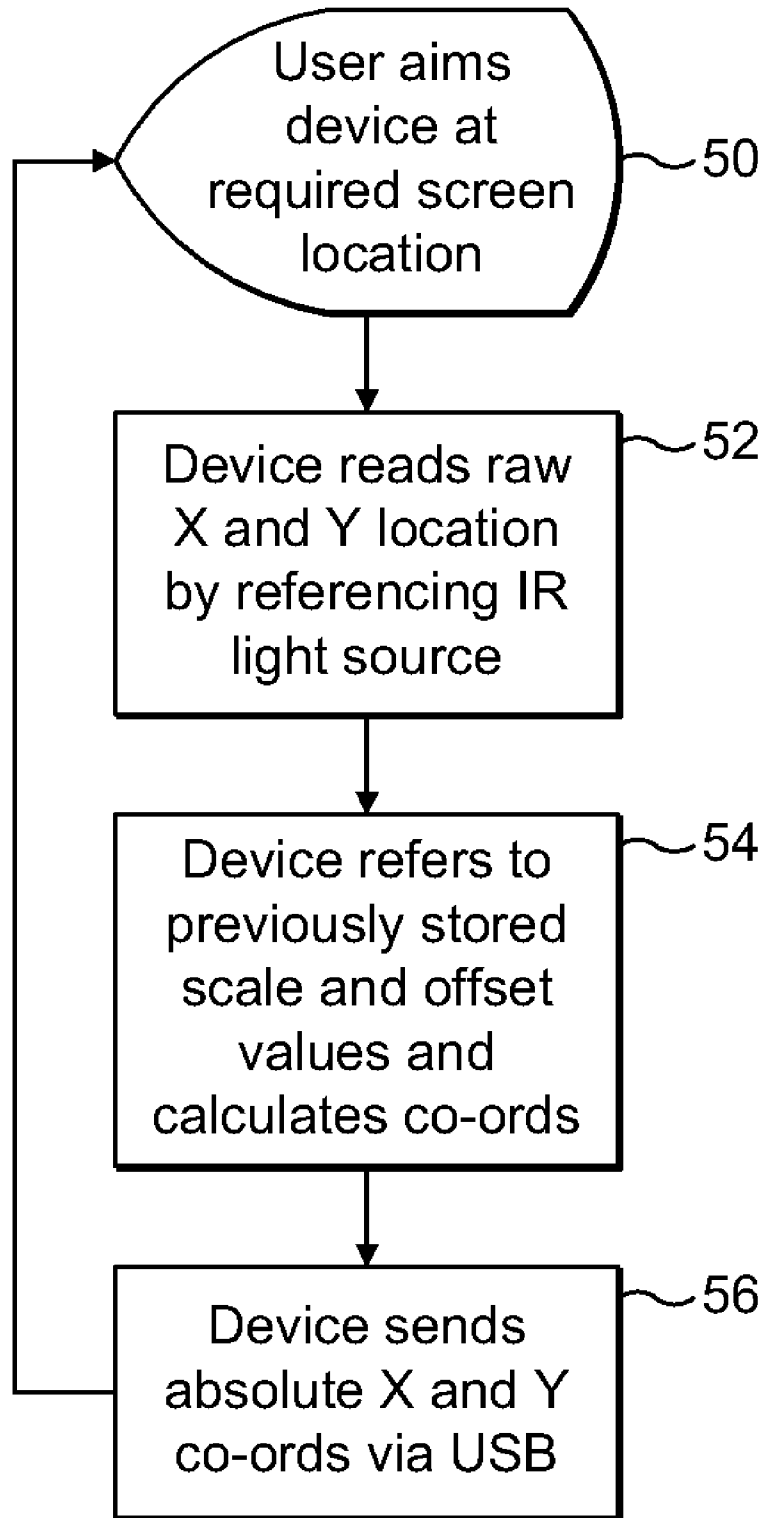 User aims
device at
required screen
location
50
Device reads raw
X and Y location
by referencing IR
light source
52
Device refers to
previously stored
scale and offset
values and
calculates co-ords
54
Device sends
absolute X and Y
co-ords via USB
56